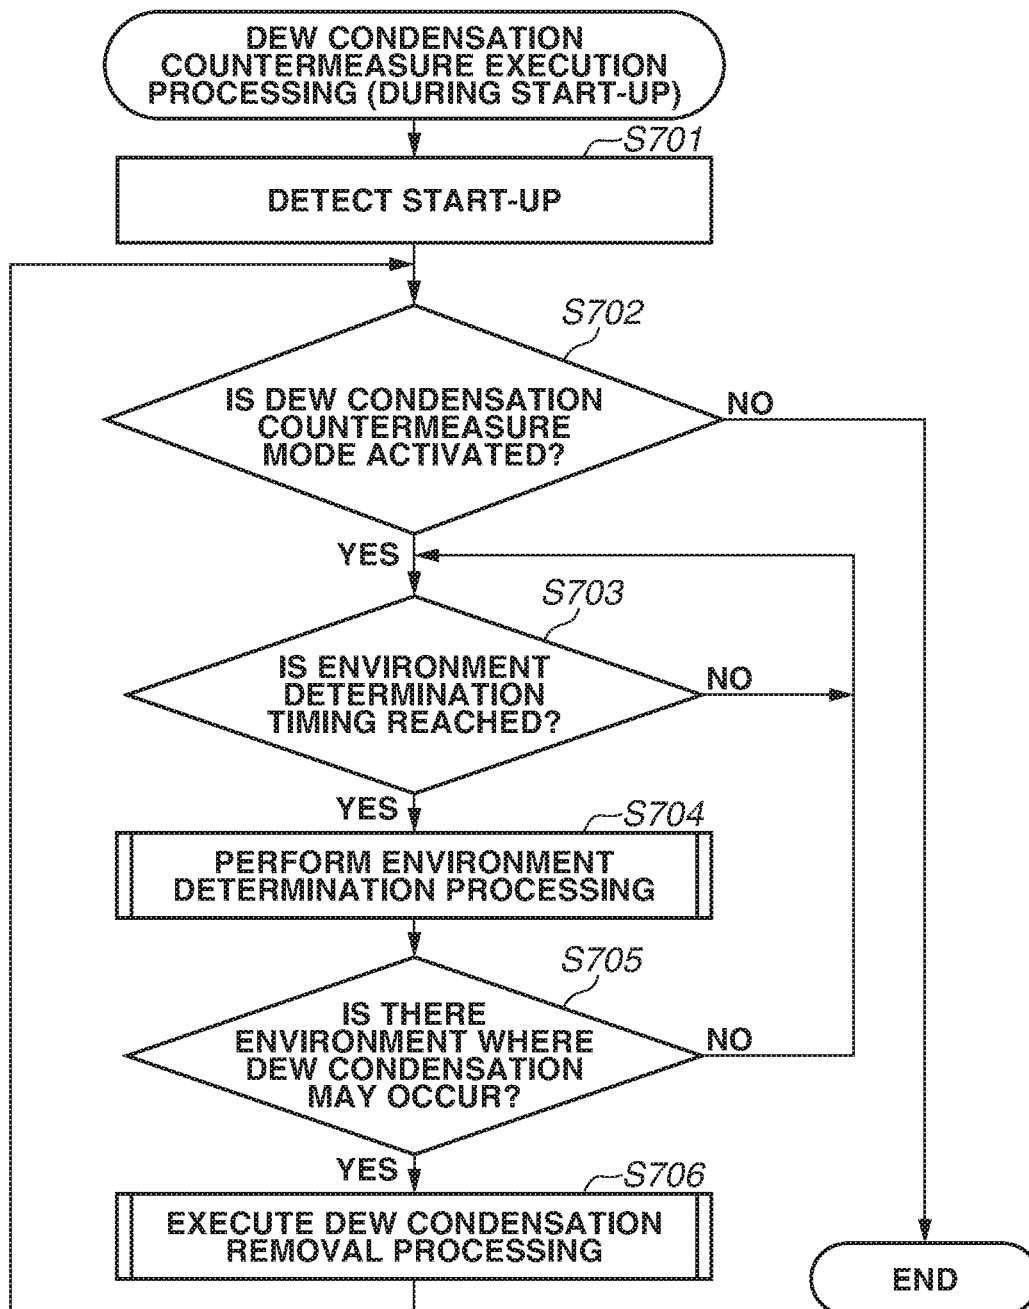 DEW CONDENSATION
COUNTERMEASURE EXECUTION
PROCESSING (DURING START-UP)
S701
DETECT START-UP
S702
IS DEW CONDENSATION
COUNTERMEASURE
MODE ACTIVATED?
NO
YES
S703
IS ENVIRONMENT
DETERMINATION
TIMING REACHED?
NO
YES
S704
PERFORM ENVIRONMENT
DETERMINATION PROCESSING
S705
IS THERE
ENVIRONMENT WHERE
DEW CONDENSATION
MAY OCCUR?
NO
YES
S706
EXECUTE DEW CONDENSATION
REMOVAL PROCESSING
END